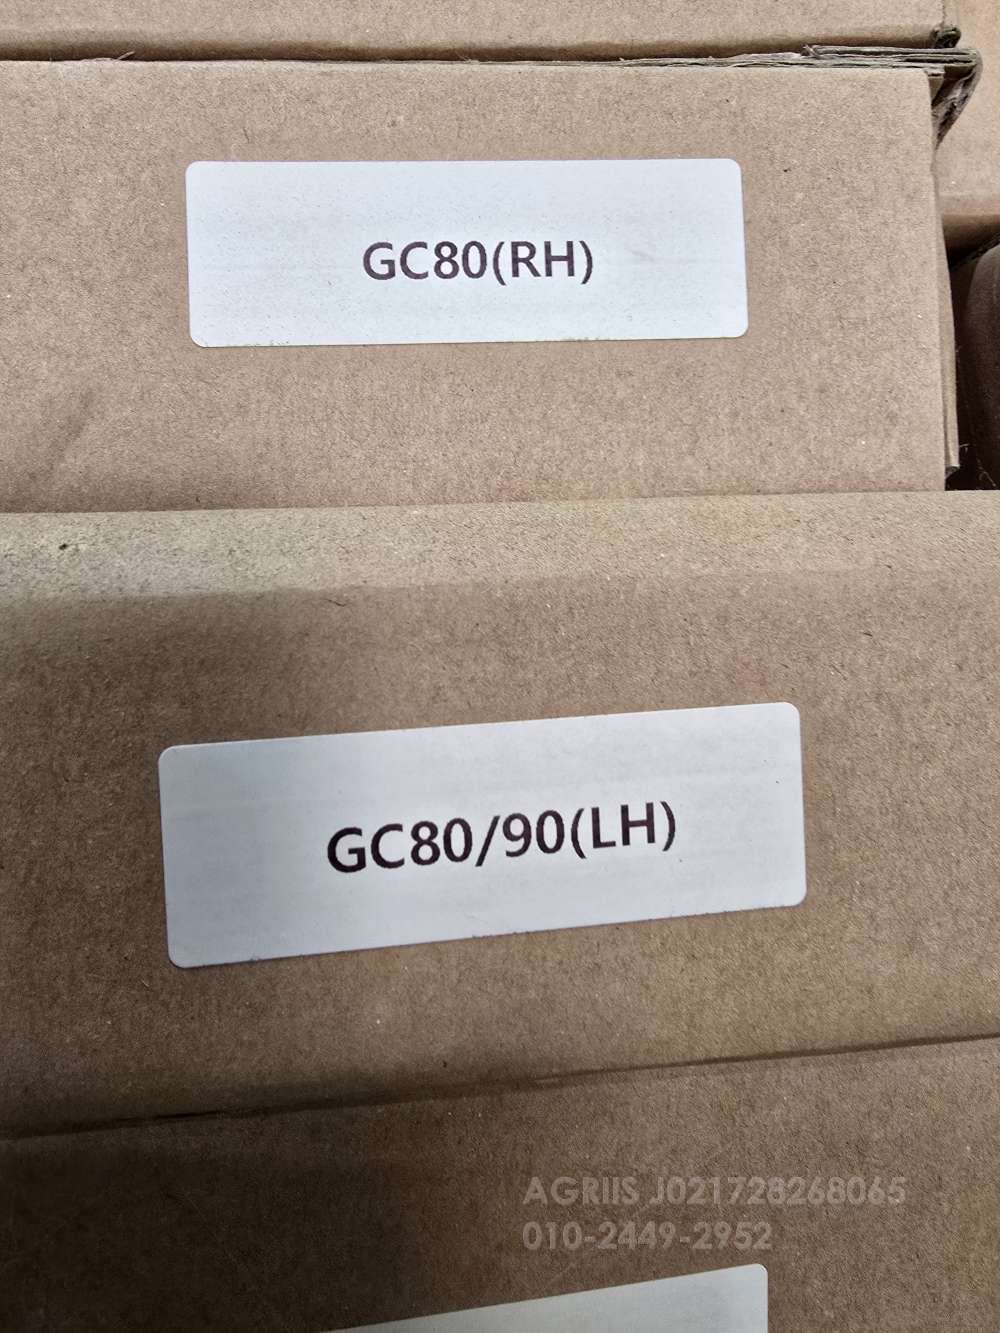 GC80(RH)
GC80/90(LH)
AGRIIS J021728268065
010-2449-2952